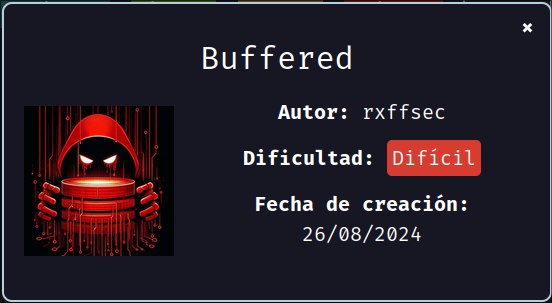 Buffered
Autor: rxffsec
Dificultad: Difícil
Fecha de creación:
26/08/2024